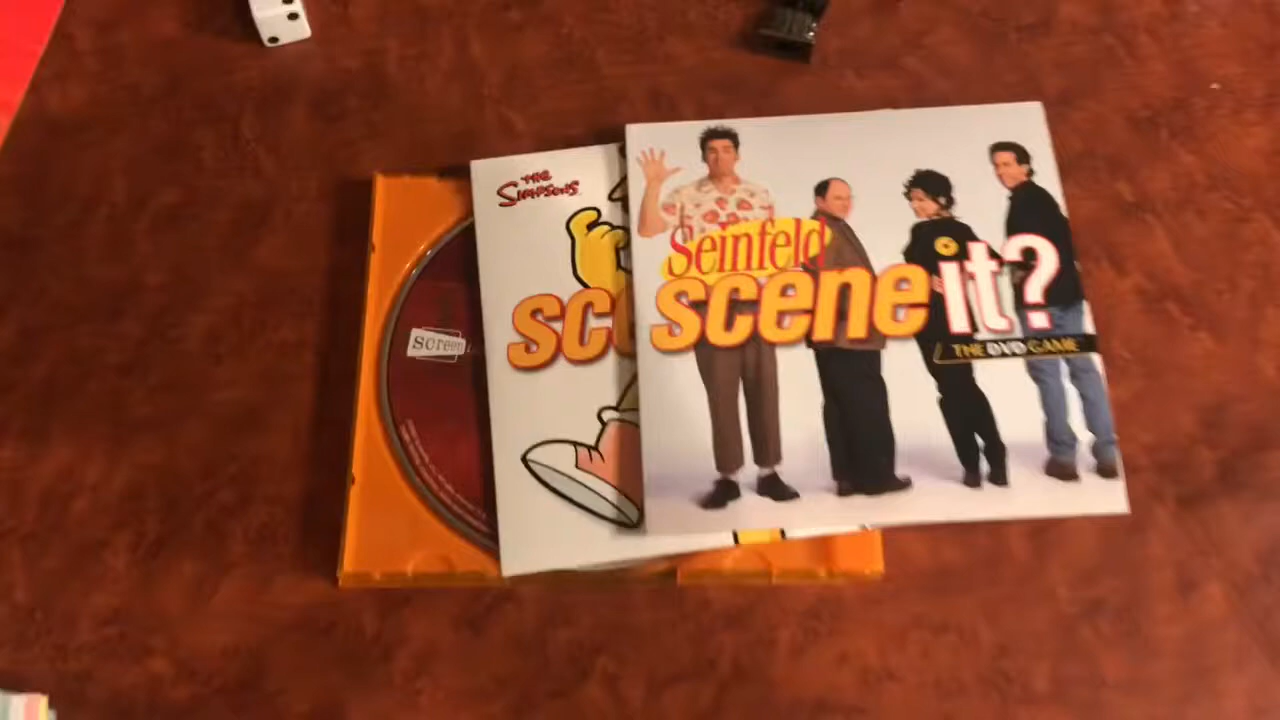 THE
SIMPSONS
sc
screen
Seinfeld
scene it?
THE DVD GAME